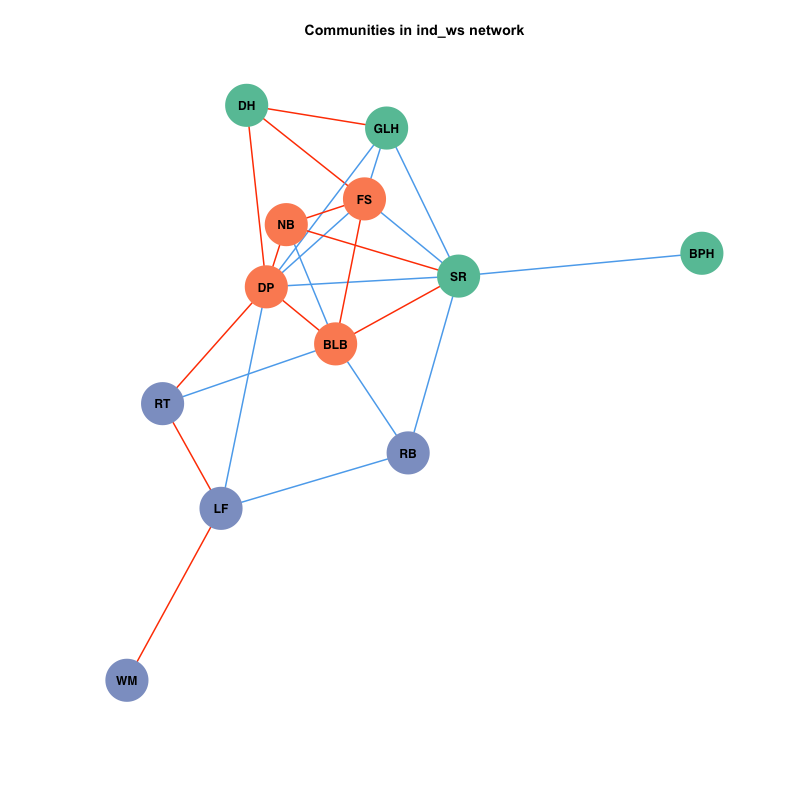 Communities in ind_ws network
DH
GLH
FS
NB
BPH
SR
DP
BLB
RT
RB
LF
WM